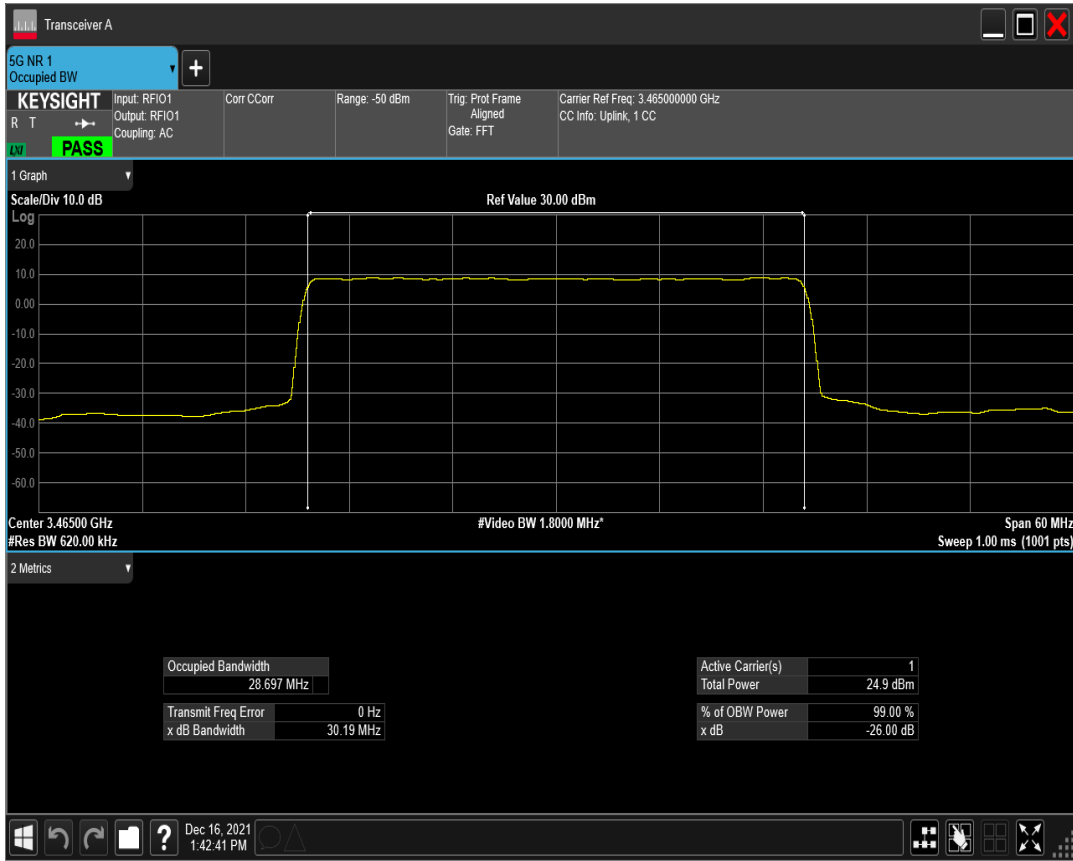 Transceiver A
5G NR 1
Occupied BW
KEYSIGHT
R T
LXI
PASS
Input: RFIO1
Output: RFIO1
Coupling: AC
Corr CCorr
Range: -50 dBm
Trig: Prot Frame
Aligned
Gate: FFT
Carrier Ref Freq: 3.465000000 GHz
CC Info: Uplink, 1 CC
1 Graph
Scale/Div 10.0 dB
Ref Value 30.00 dBm
Log
20.0
10.0
0.00
-10.0
-20.0
-30.0
-40.0
-50.0
-60.0
Center 3.46500 GHz
#Video BW 1.8000 MHz*
Span 60 MHz
#Res BW 620.00 kHz
Sweep 1.00 ms (1001 pts)
2 Metrics
Occupied Bandwidth
28.697 MHz
Transmit Freq Error 0 Hz
x dB Bandwidth 30.19 MHz
Active Carrier(s) 1
Total Power 24.9 dBm
% of OBW Power 99.00 %
x dB -26.00 dB
?
Dec 16, 2021
1:42:41 PM